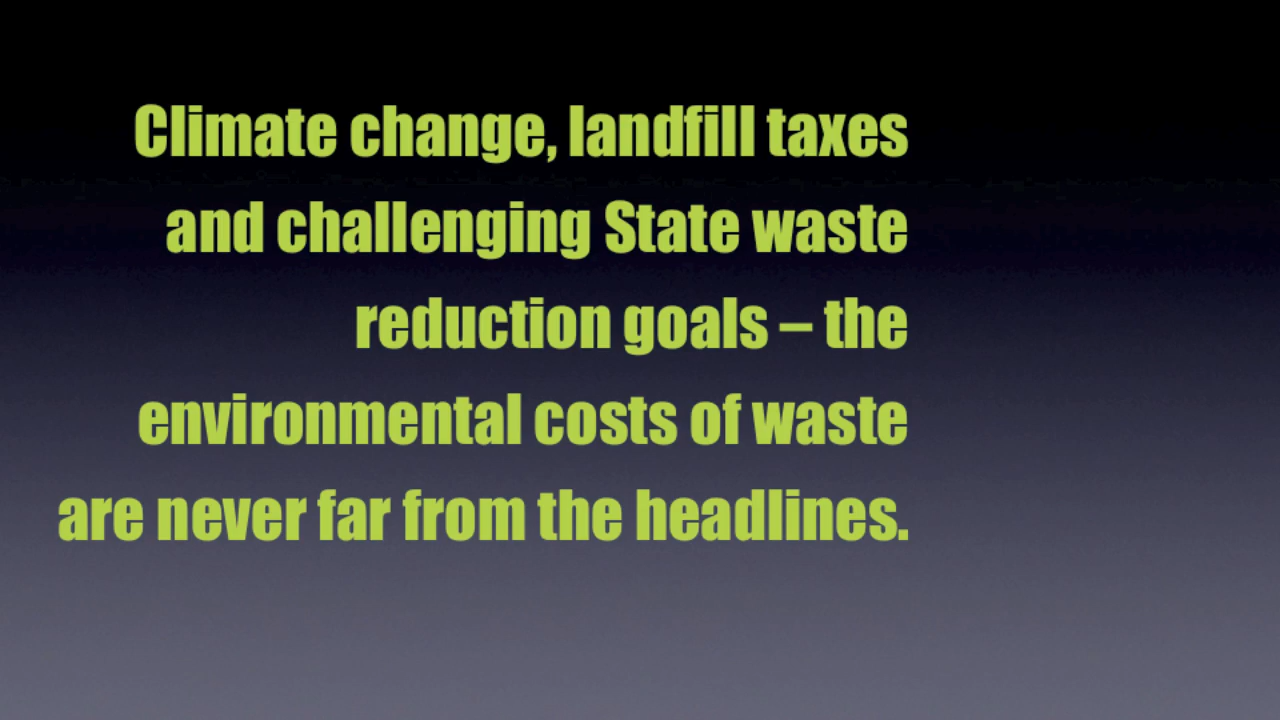 Climate change, landfill taxes
and challenging State waste
reduction goals – the
environmental costs of waste
are never far from the headlines.